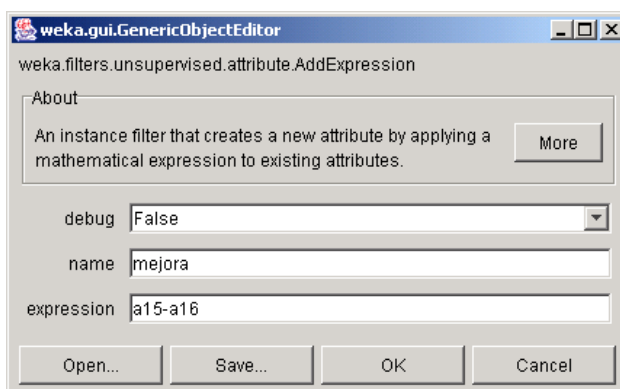 weka.gui.GenericObjectEditor
weka.filters.unsupervised.attribute.AddExpression
About
An instance filter that creates a new attribute by applying a
mathematical expression to existing attributes.
More
debug False
name mejora
expression a15-a16
Open... Save... OK Cancel